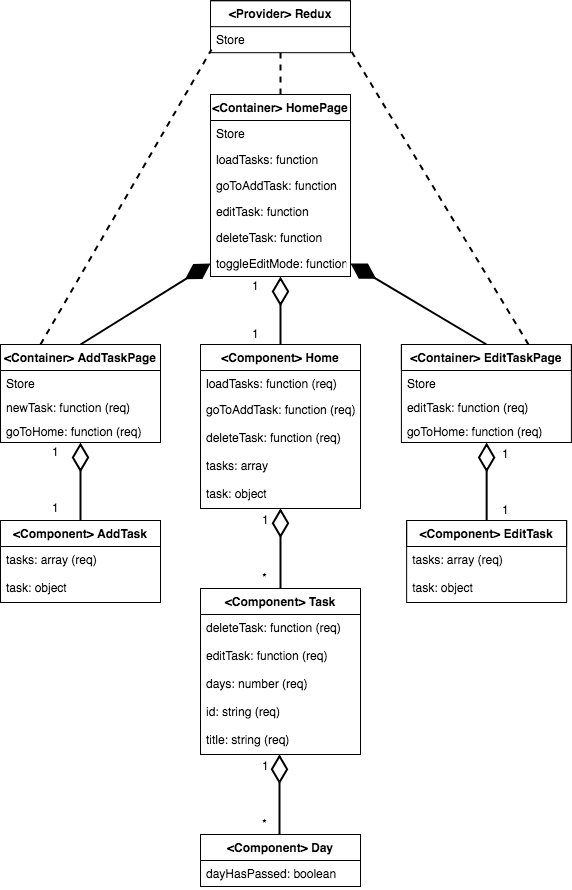 <Provider> Redux
Store
<Container> HomePage
Store
loadTasks: function
goToAddTask: function
editTask: function
deleteTask: function
toggleEditMode: function
1
1
<Container> AddTaskPage
Store
newTask: function (req)
goToHome: function (req)
1
1
<Component> AddTask
tasks: array (req)
task: object
<Component> Home
loadTasks: function (req)
goToAddTask: function (req)
deleteTask: function (req)
tasks: array
task: object
1
*
<Container> EditTaskPage
Store
editTask: function (req)
goToHome: function (req)
1
1
<Component> EditTask
tasks: array (req)
task: object
<Component> Task
deleteTask: function (req)
editTask: function (req)
days: number (req)
id: string (req)
title: string (req)
1
*
<Component> Day
dayHasPassed: boolean